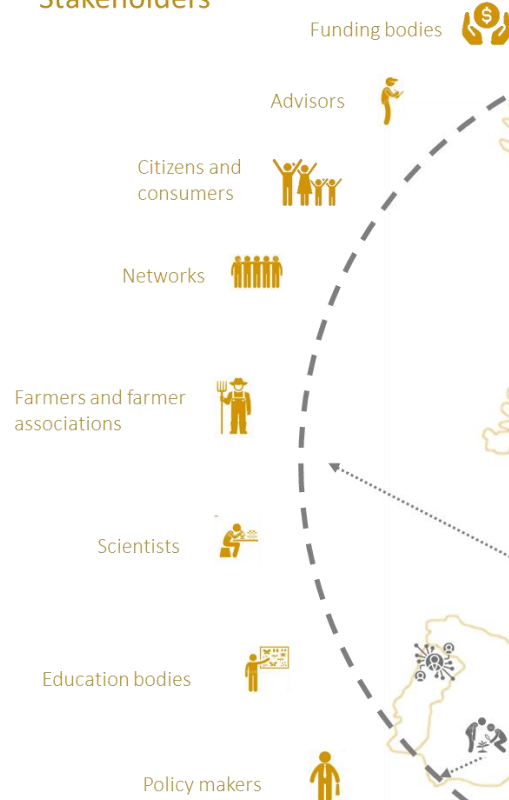 Stakeholders
Funding bodies
Advisors
Citizens and
consumers
Networks
Farmers and farmer
associations
Scientists
Education bodies
Policy makers